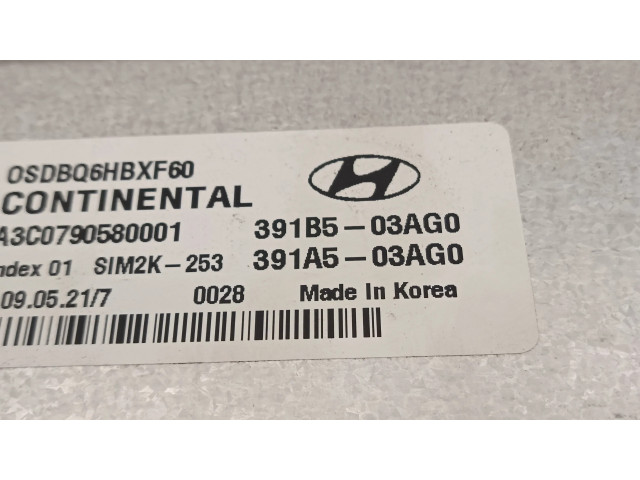 OSDBQ6HBXF60
CONTINENTAL
A3C0790580001 391B5-03AG0
ndex 01 SIM2K-253 391A5-03AG0
09.05.21/7 0028 Made In Korea